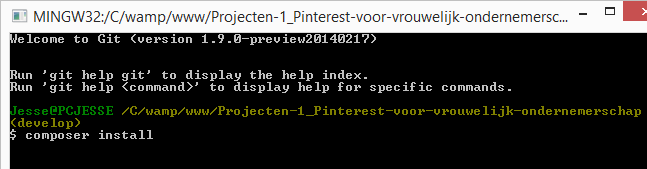 MINGW32:/C/wamp/www/Projecten-1_Pinterest-voor-vrouwelijk-ondernemersc...
Welcome to Git (version 1.9.0-preview20140217)
Run 'git help git' to display the help index.
Run 'git help <command>' to display help for specific commands.
Jesse@PCJESSE /C/wamp/www/Projecten-1_Pinterest-voor-vrouwelijk-ondernemerschap
(develop)
$ composer install